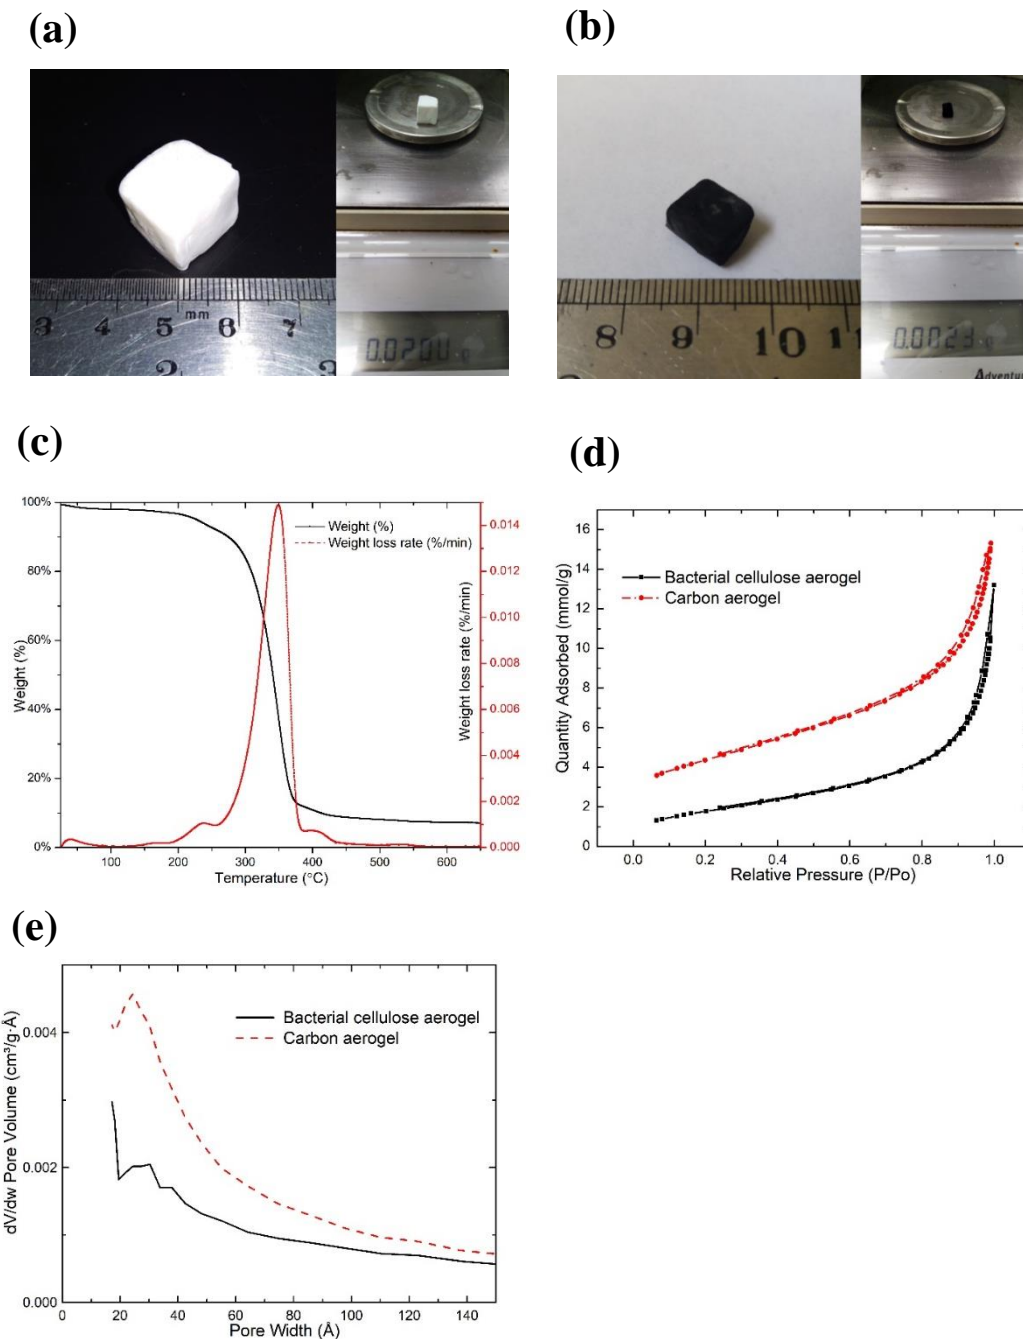 (a)
(b)
3 4 5 mm 6 7
2
0.0200 g
8 9 10 11
0.0023 g
Adventur
(c)
(d)
100%
80%
60%
40%
20%
0%
Weight (%)
Weight (%)
Weight loss rate (%/min)
0.014
0.012
0.010
0.008
0.006
0.004
0.002
0.000
Weight loss rate (%/min)
100 200 300 400 500 600
Temperature (°C)
16
14
12
10
8
6
4
2
0
Quantity Adsorbed (mmol/g)
Bacterial cellulose aerogel
Carbon aerogel
0.0 0.2 0.4 0.6 0.8 1.0
Relative Pressure (P/Po)
(e)
0.004
0.002
0.000
dV/dw Pore Volume (cm³/g·Å)
Bacterial cellulose aerogel
Carbon aerogel
0 20 40 60 80 100 120 140
Pore Width (Å)